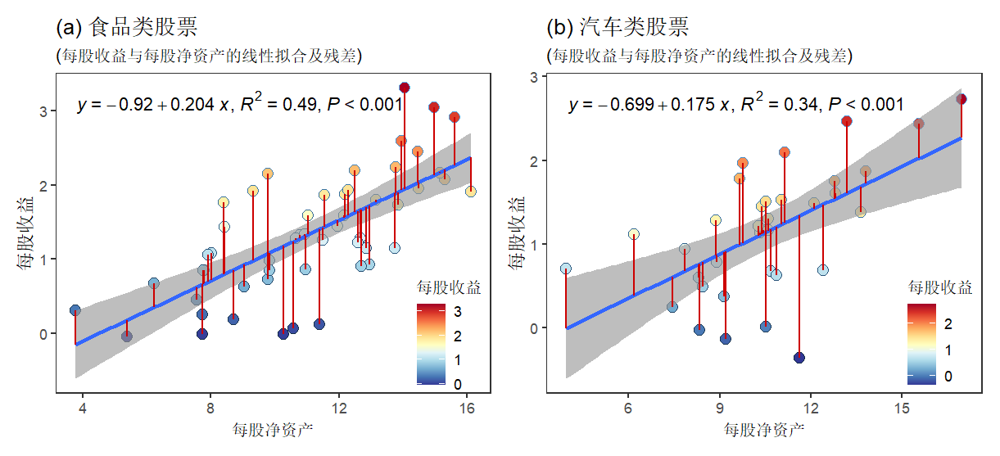 (a) 食品类股票
(每股收益与每股净资产的线性拟合及残差)
y = −0.92 + 0.204 x, R² = 0.49, P < 0.001
每股收益
3
2
1
0
每股收益
3
2
1
0
4
8
12
16
每股净资产
(b) 汽车类股票
(每股收益与每股净资产的线性拟合及残差)
y = −0.699 + 0.175 x, R² = 0.34, P < 0.001
每股收益
3
2
1
0
每股收益
2
1
0
6
9
12
15
每股净资产